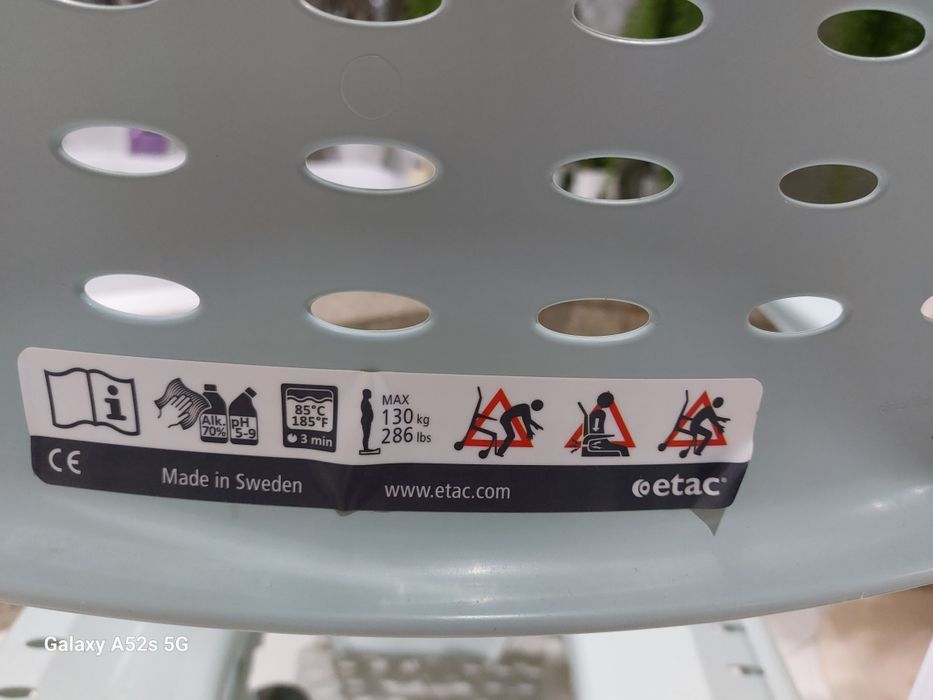 i
Alk.
70%
pH
5-9
85°C
185°F
3 min
MAX
130 kg
286 lbs
CE
Made in Sweden
www.etac.com
etac
Galaxy A52s 5G